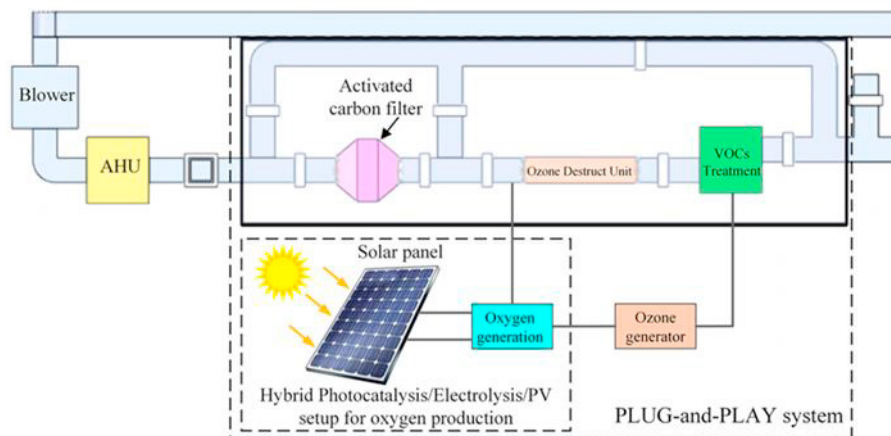 Blower
AHU
Activated
carbon filter
Ozone Destruct Unit
VOCs
Treatment
Solar panel
Oxygen
generation
Ozone
generator
Hybrid Photocatalysis/Electrolysis/PV
setup for oxygen production
PLUG-and-PLAY system